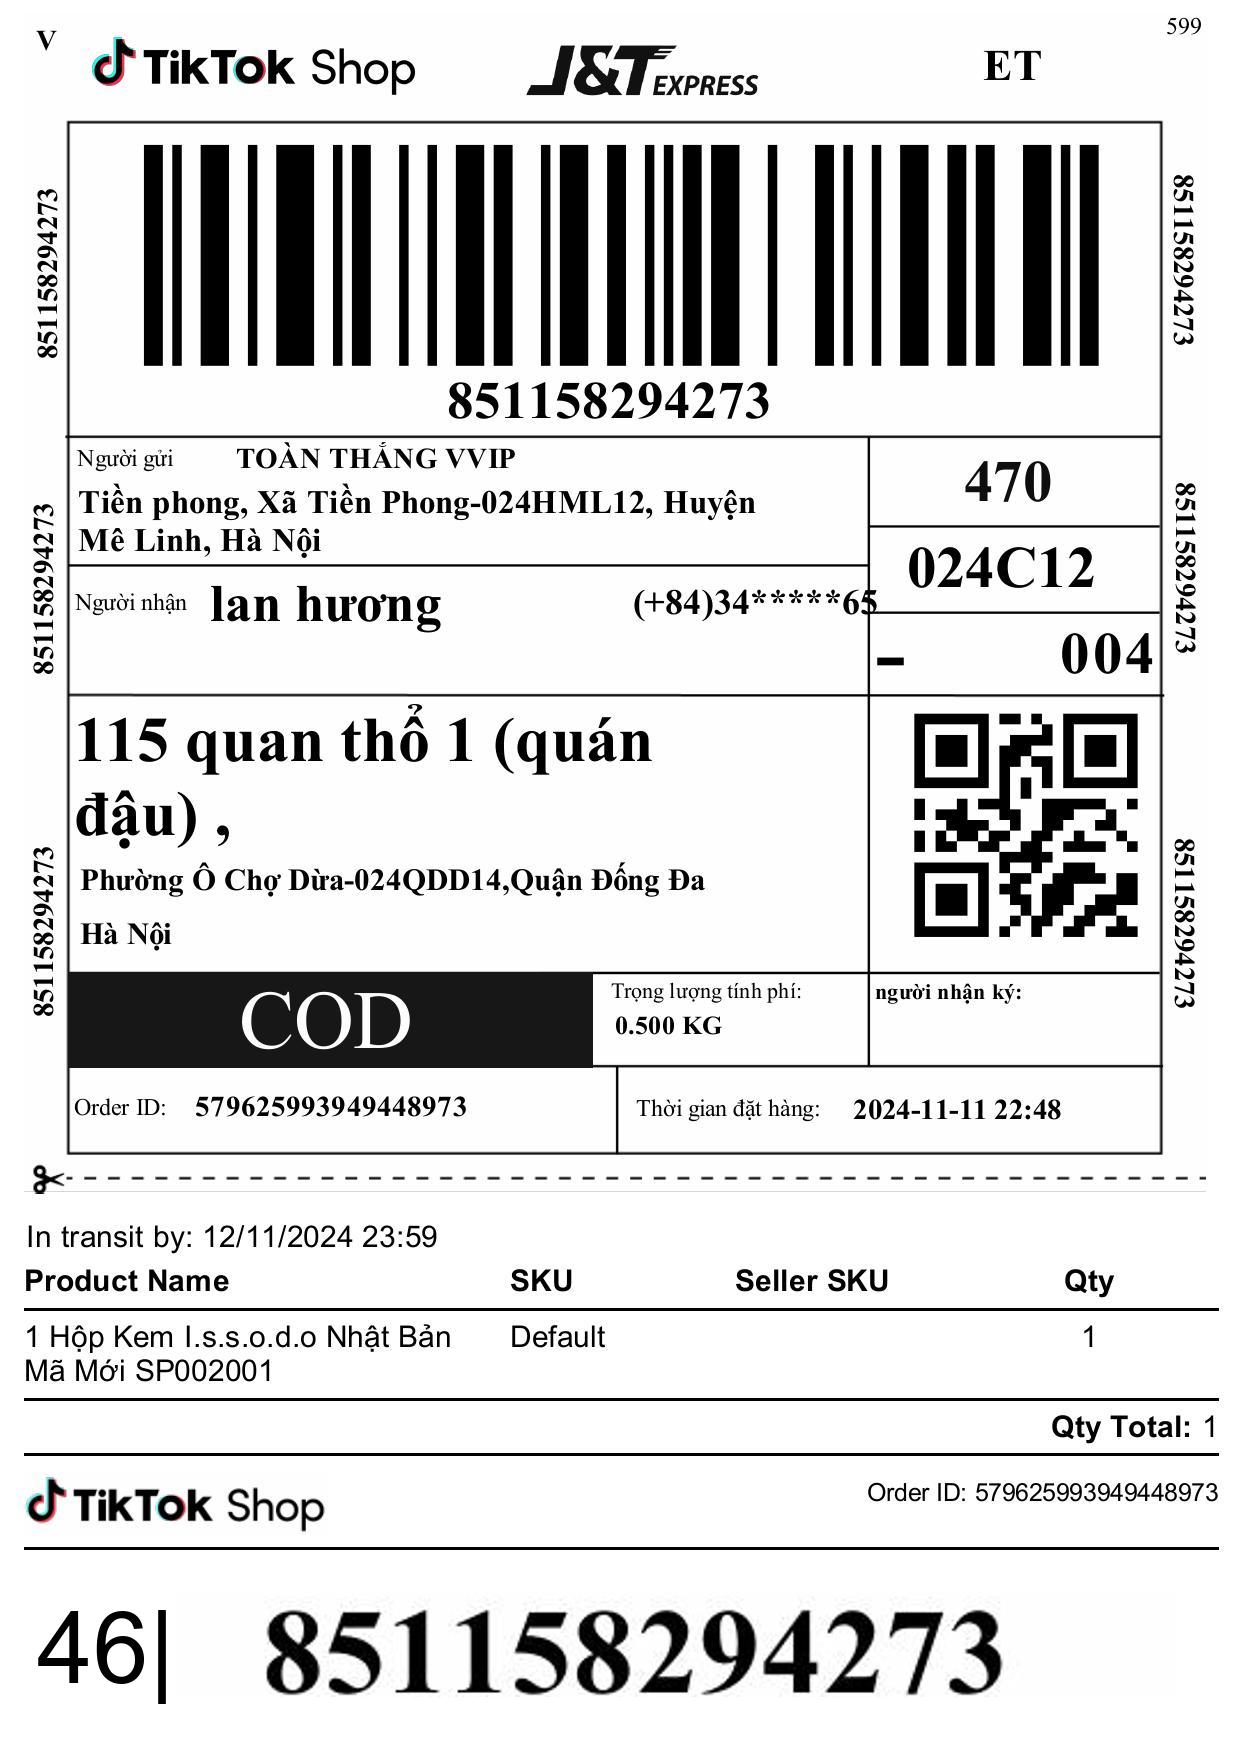 599
V
TikTok Shop
J&T EXPRESS
ET
851158294273
851158294273
851158294273
Người gửi TOÀN THẮNG VVIP
Tiền phong, Xã Tiền Phong-024HML12, Huyện
Mê Linh, Hà Nội
470
024C12
851158294273
851158294273
Người nhận lan hương (+84)34*****65
– 004
115 quan thổ 1 (quán
đậu) ,
Phường Ô Chợ Dừa-024QDD14,Quận Đống Đa
Hà Nội
851158294273
851158294273
COD
Trọng lượng tính phí:
0.500 KG
người nhận ký:
Order ID: 579625993949448973
Thời gian đặt hàng: 2024-11-11 22:48
In transit by: 12/11/2024 23:59
Product Name SKU Seller SKU Qty
1 Hộp Kem I.s.s.o.d.o Nhật Bản Default 1
Mã Mới SP002001
Qty Total: 1
TikTok Shop
Order ID: 579625993949448973
46| 851158294273